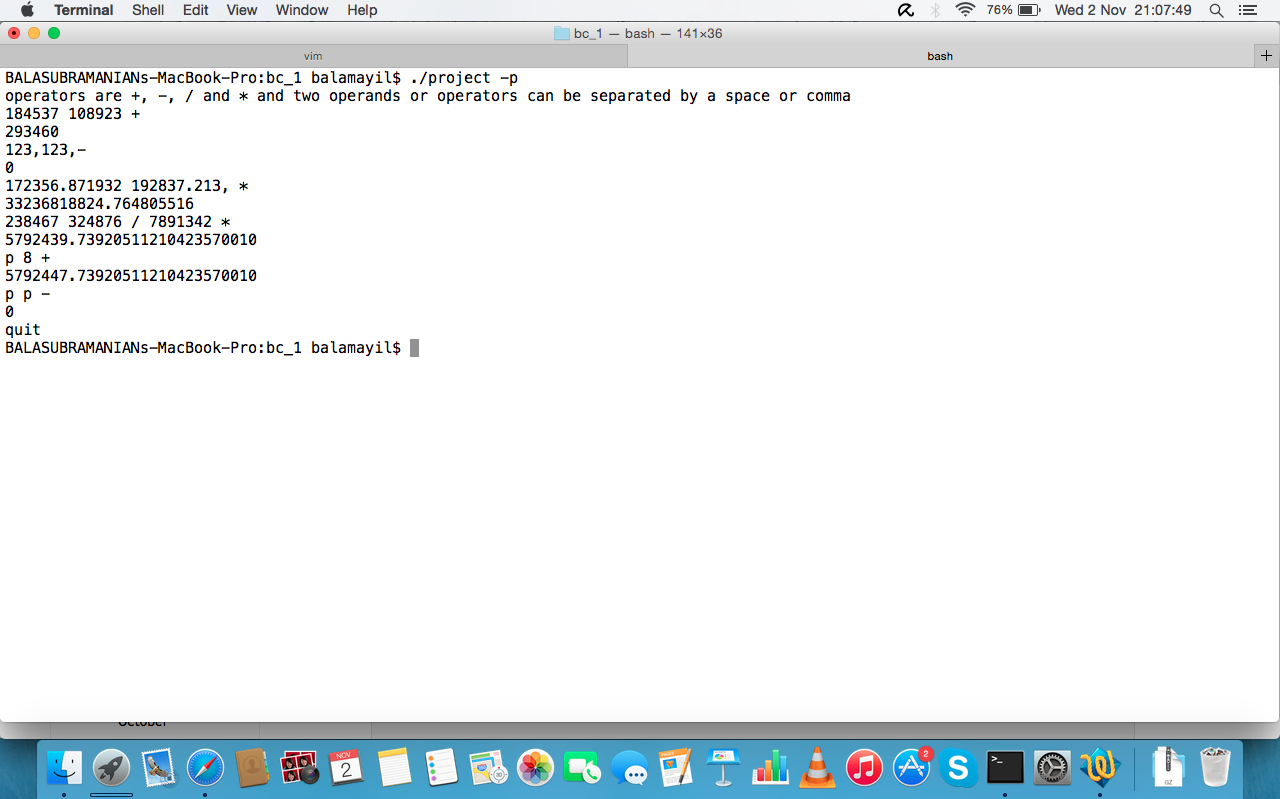 Terminal Shell Edit View Window Help 76% Wed 2 Nov 21:07:49
bc_1 — bash — 141×36
vim bash +
BALASUBRAMANIANs-MacBook-Pro:bc_1 balamayil$ ./project -p
operators are +, -, / and * and two operands or operators can be separated by a space or comma
184537 108923 +
293460
123,123,-
0
172356.871932 192837.213, *
33236818824.764805516
238467 324876 / 7891342 *
5792439.73920511210423570010
p 8 +
5792447.73920511210423570010
p p -
0
quit
BALASUBRAMANIANs-MacBook-Pro:bc_1 balamayil$
October
NOV
2
30
2
S
>_
GZ